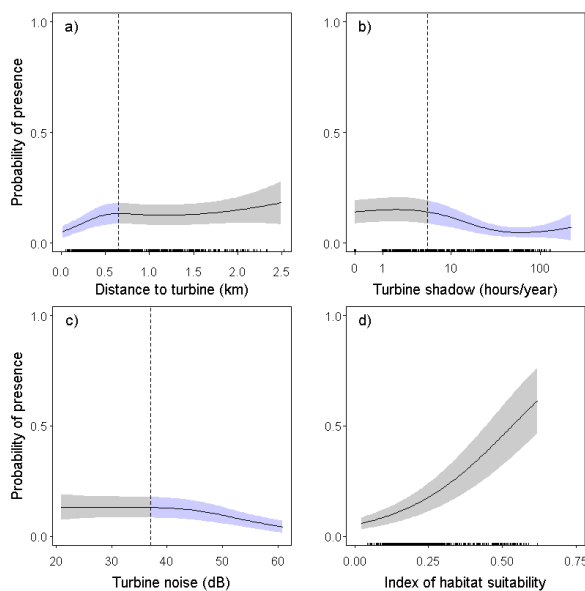 a)
Probability of presence
1.0
0.5
0.0
0.0 0.5 1.0 1.5 2.0 2.5
Distance to turbine (km)
b)
1.0
0.5
0.0
0 1 10 100
Turbine shadow (hours/year)
c)
Probability of presence
1.0
0.5
0.0
20 30 40 50 60
Turbine noise (dB)
d)
1.0
0.5
0.0
0.00 0.25 0.50 0.75
Index of habitat suitability